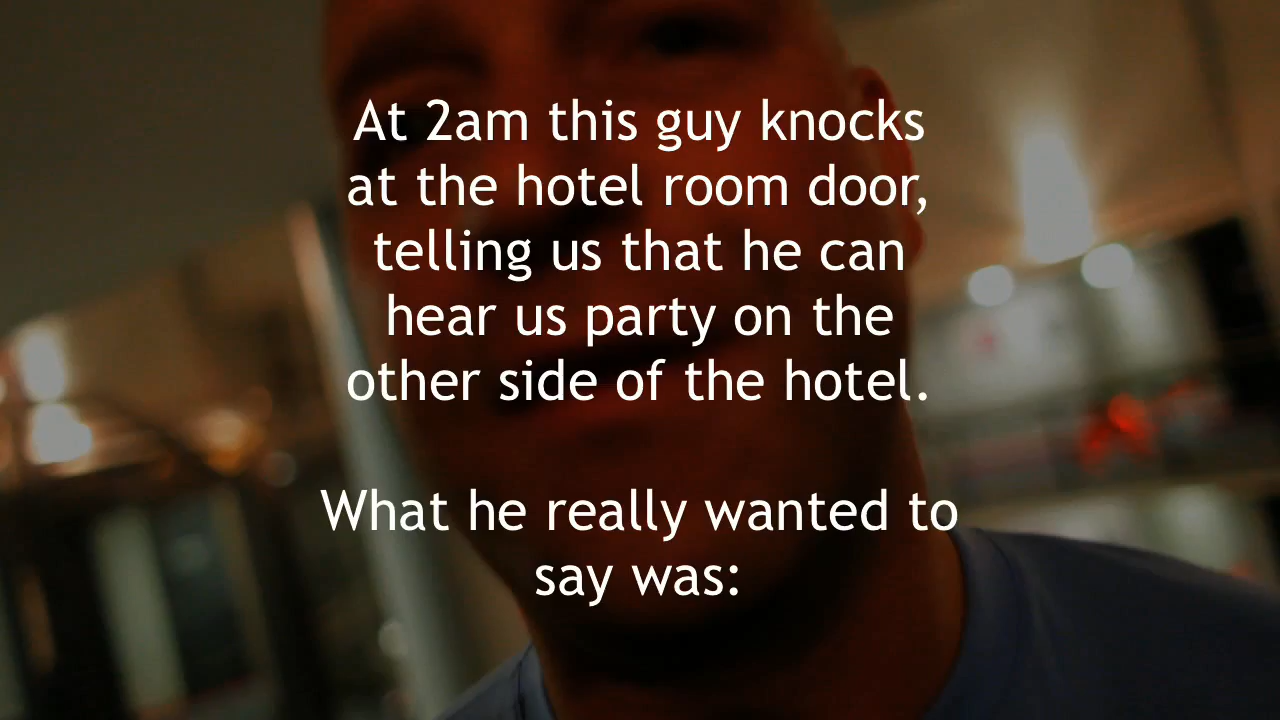 At 2am this guy knocks
at the hotel room door,
telling us that he can
hear us party on the
other side of the hotel.
What he really wanted to
say was: